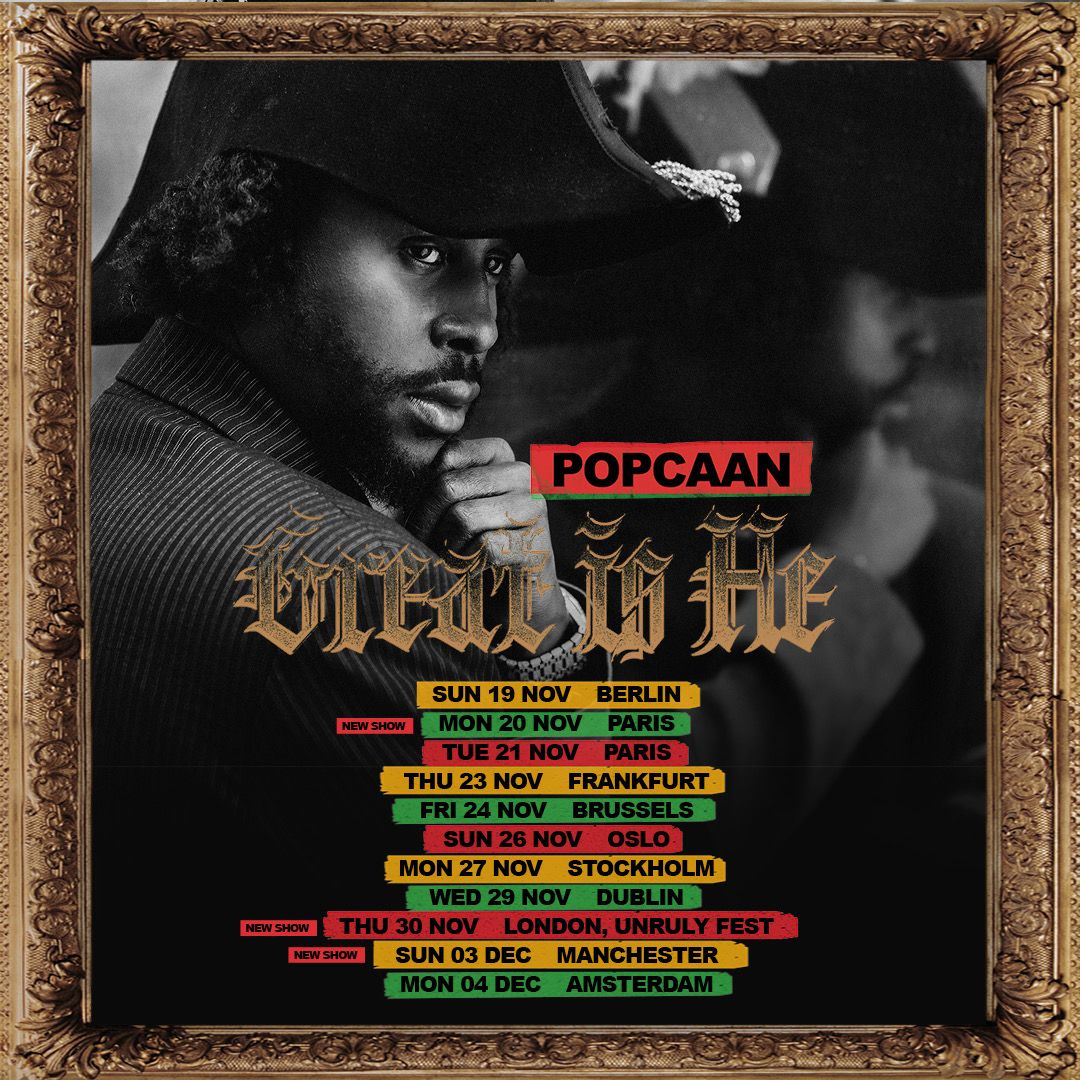 POPCAAN
Great is He
SUN 19 NOV BERLIN
NEW SHOW MON 20 NOV PARIS
TUE 21 NOV PARIS
THU 23 NOV FRANKFURT
FRI 24 NOV BRUSSELS
SUN 26 NOV OSLO
MON 27 NOV STOCKHOLM
WED 29 NOV DUBLIN
NEW SHOW THU 30 NOV LONDON, UNRULY FEST
NEW SHOW SUN 03 DEC MANCHESTER
MON 04 DEC AMSTERDAM